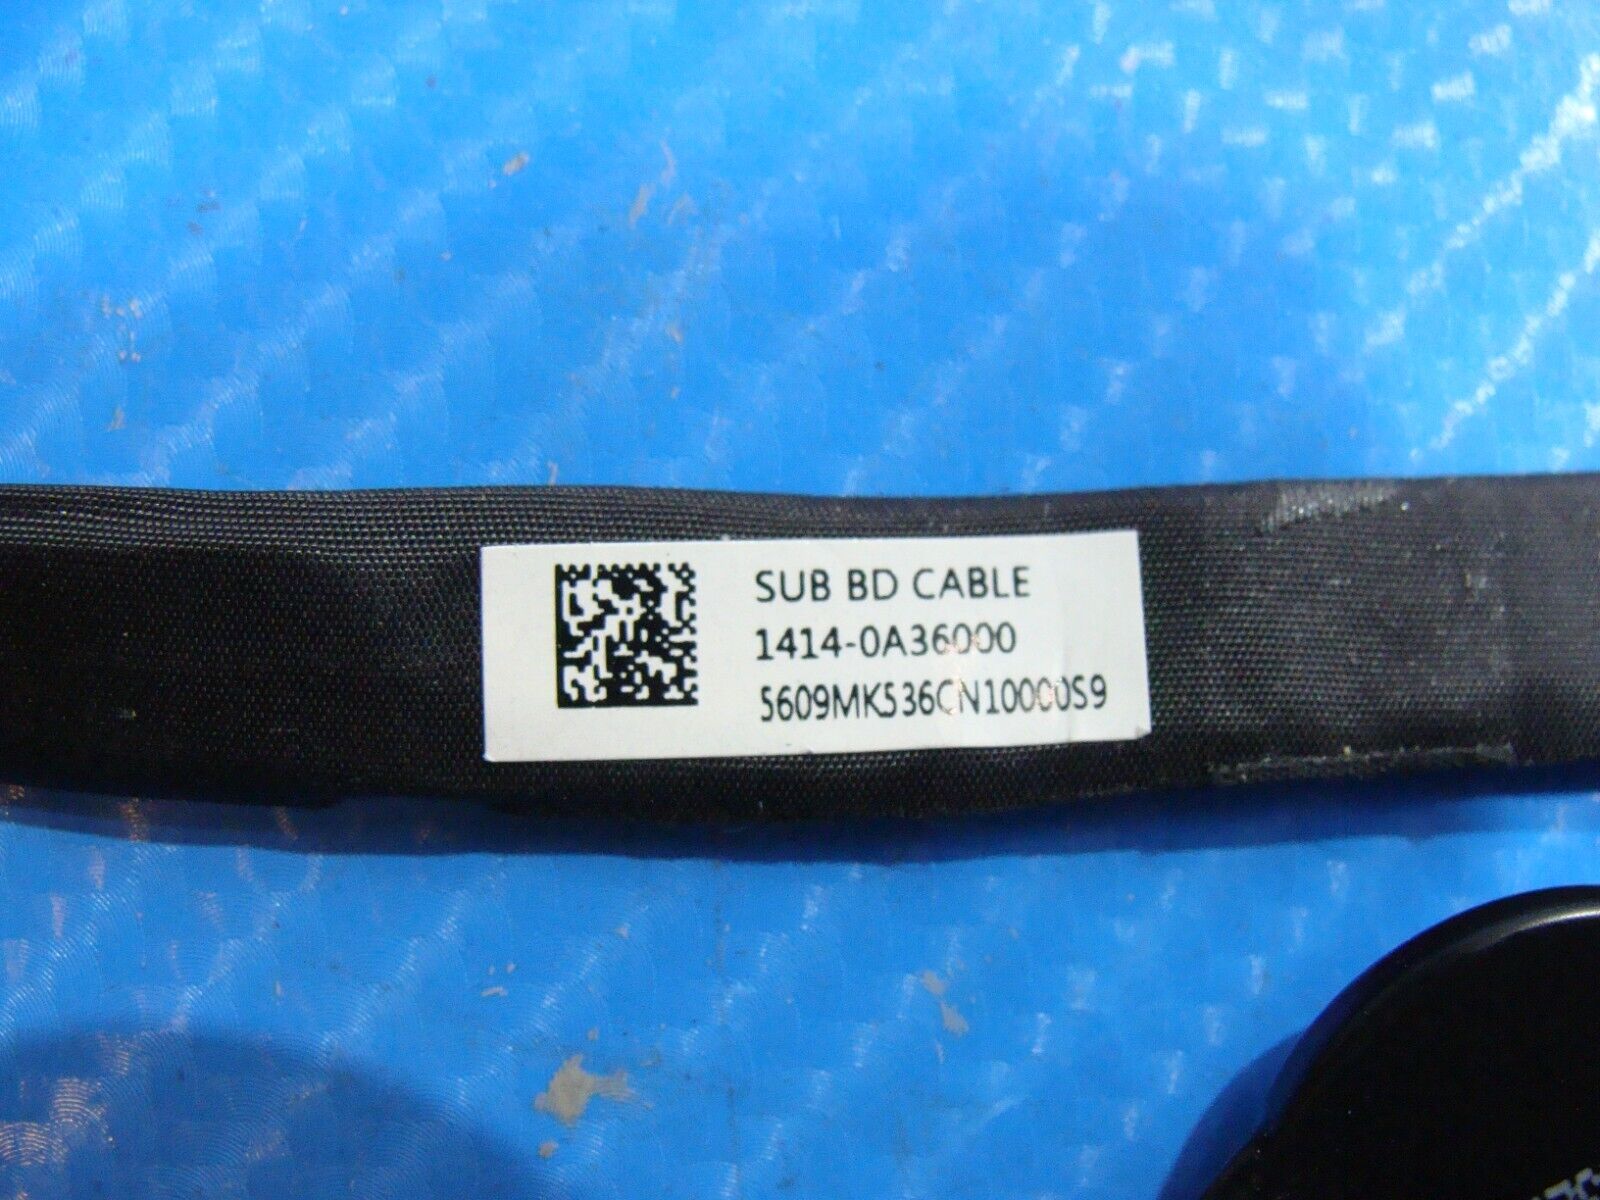 SUB BD CABLE
1414-0A36000
5609MK536CN10000S9